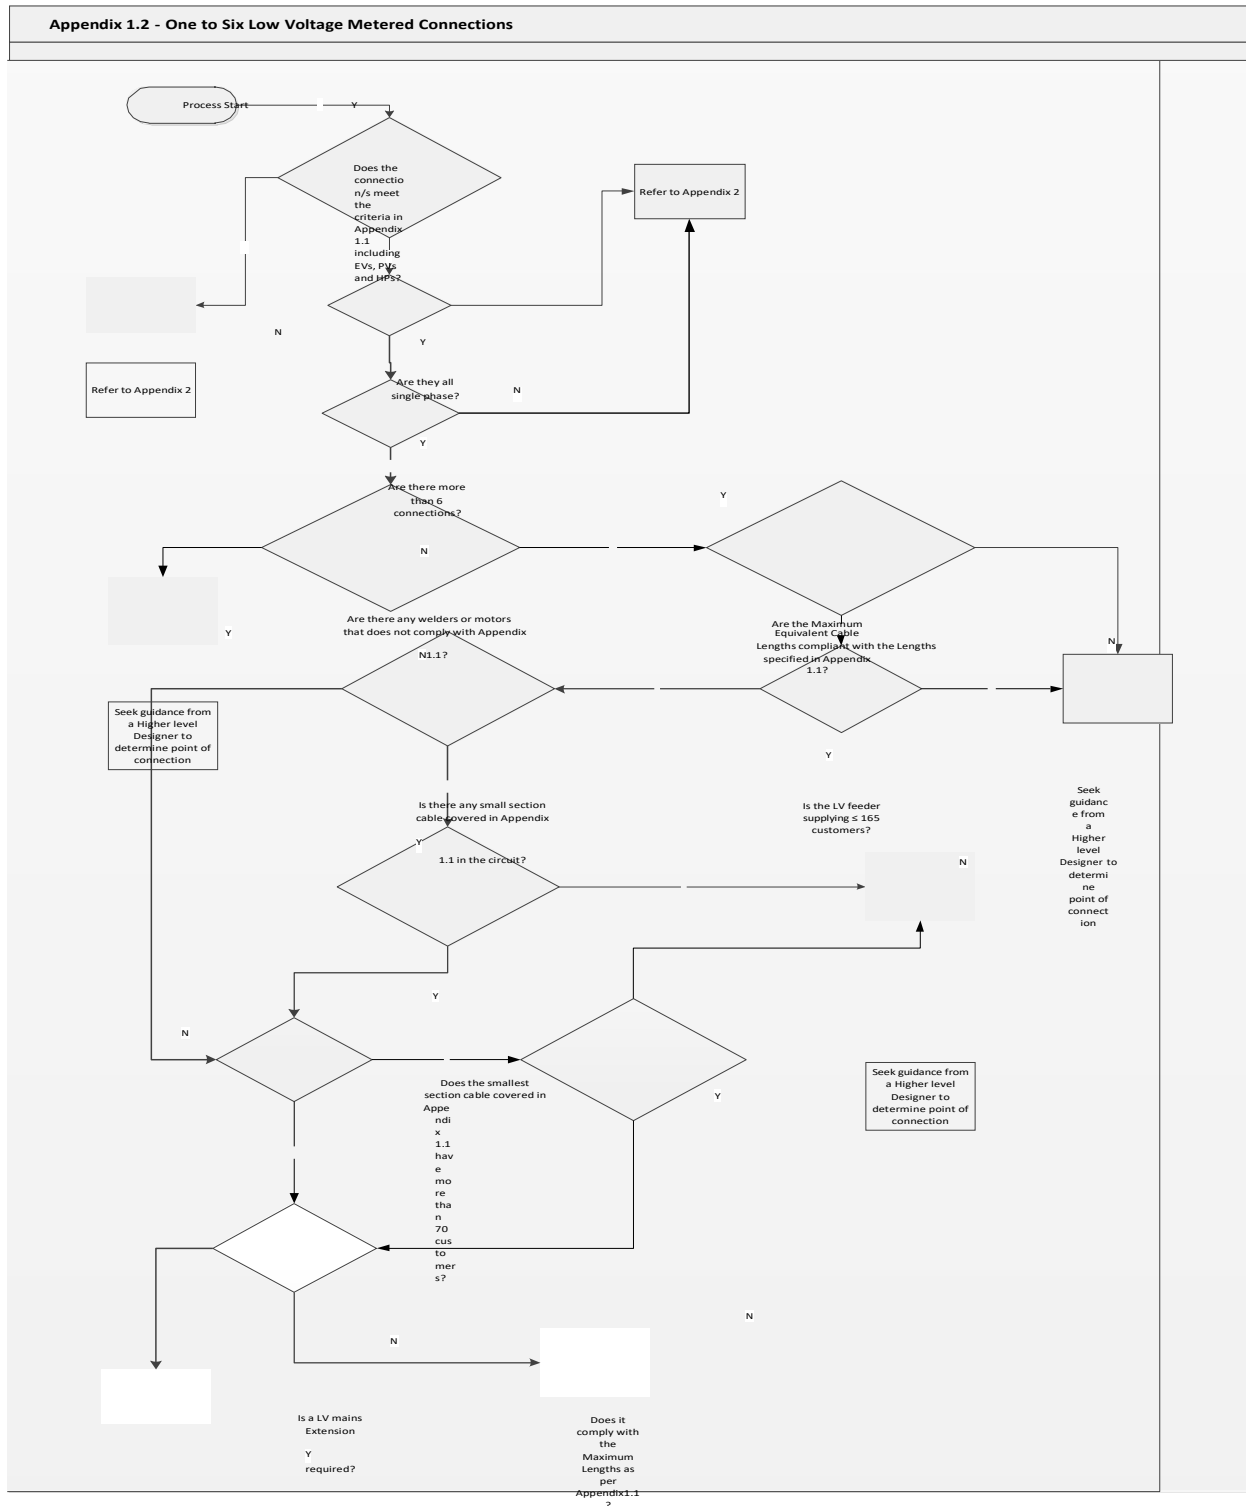 Appendix 1.2 - One to Six Low Voltage Metered Connections
Process Start
Y
Does the
connectio
n/s meet
the
criteria in
Appendix
1.1
including
EVs, PVs
and HPs?
Refer to Appendix 2
N
Y
Refer to Appendix 2
Are they all
single phase?
N
Y
Are there more
than 6
connections?
Y
N
Are there any welders or motors
that does not comply with Appendix
N1.1?
Y
Are the Maximum
Equivalent Cable
Lengths compliant with the Lengths
specified in Appendix
1.1?
N
Seek guidance from
a Higher level
Designer to
determine point of
connection
Y
Is there any small section
cable covered in Appendix
Y
1.1 in the circuit?
Is the LV feeder
supplying ≤ 165
customers?
N
Seek
guidanc
e from
a
Higher
level
Designer to
determi
ne
point of
connect
ion
Y
N
Does the smallest
section cable covered in
Appe
ndi
x
1.1
hav
e
mo
re
tha
n
70
cus
to
mer
s?
Y
Seek guidance from
a Higher level
Designer to
determine point of
connection
N
N
Is a LV mains
Extension
Y
required?
Does it
comply with
the
Maximum
Lengths as
per
Appendix1.1
?